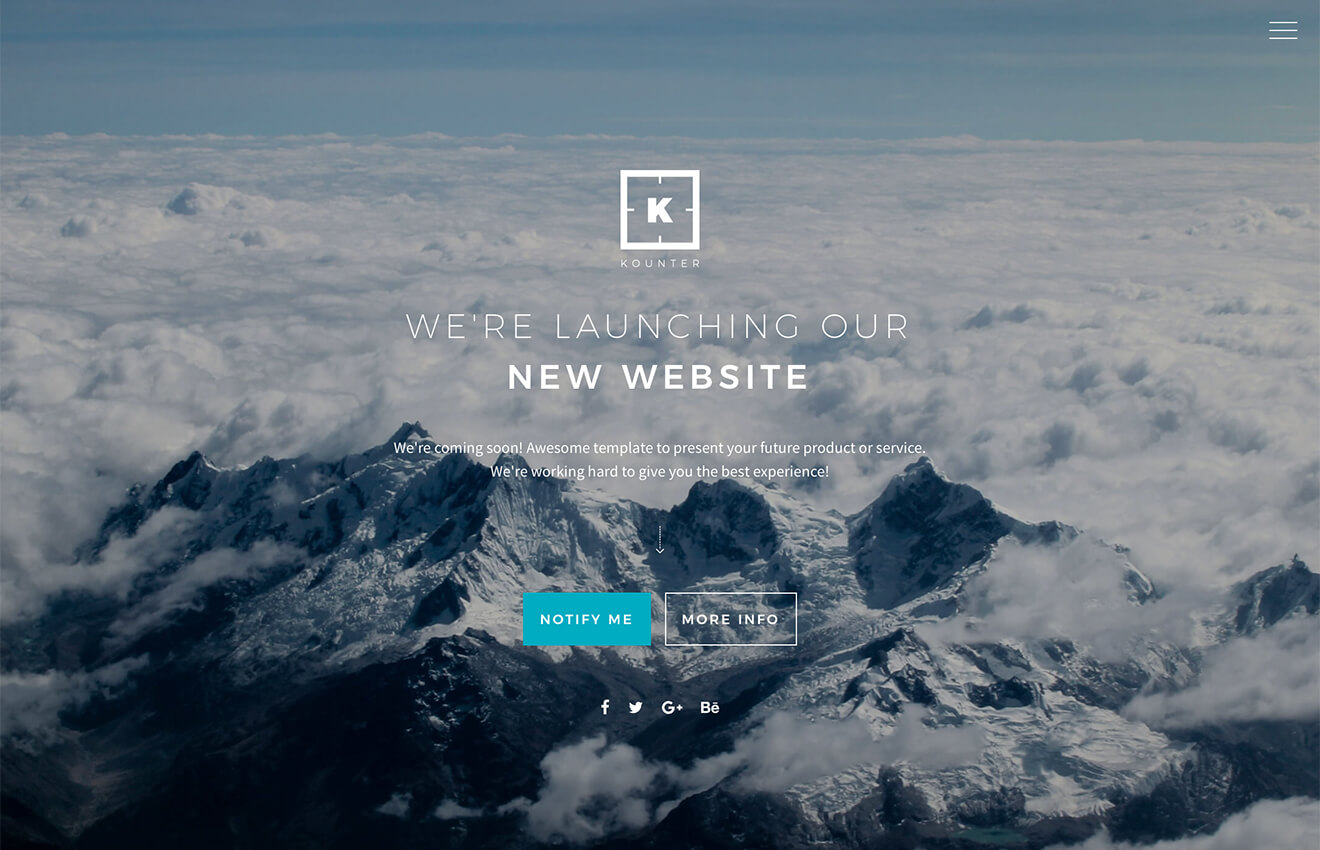 K
KOUNTER
WE'RE LAUNCHING OUR
NEW WEBSITE
We're coming soon! Awesome template to present your future product or service.
We're working hard to give you the best experience!
NOTIFY ME
MORE INFO
f G+ Bē